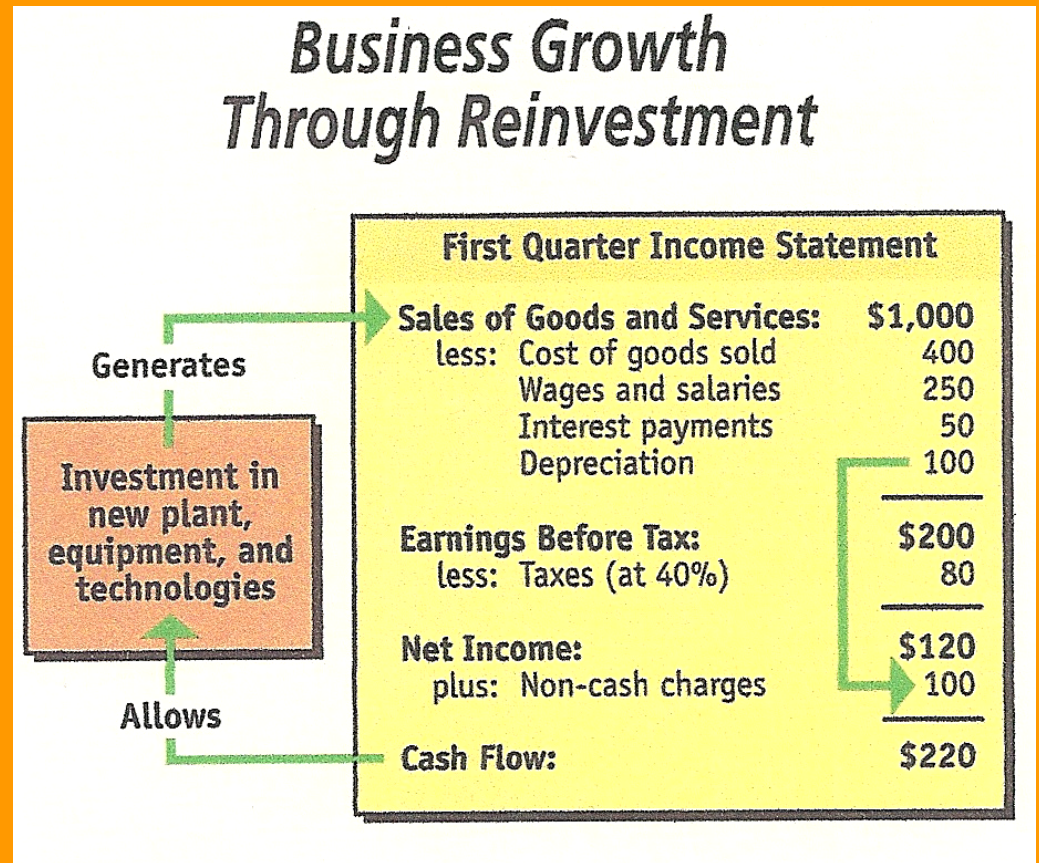 Business Growth
Through Reinvestment
First Quarter Income Statement
Sales of Goods and Services: $1,000
less: Cost of goods sold 400
Wages and salaries 250
Interest payments 50
Depreciation 100
Earnings Before Tax: $200
less: Taxes (at 40%) 80
Net Income: $120
plus: Non-cash charges 100
Cash Flow: $220
Generates
Investment in
new plant,
equipment, and
technologies
Allows